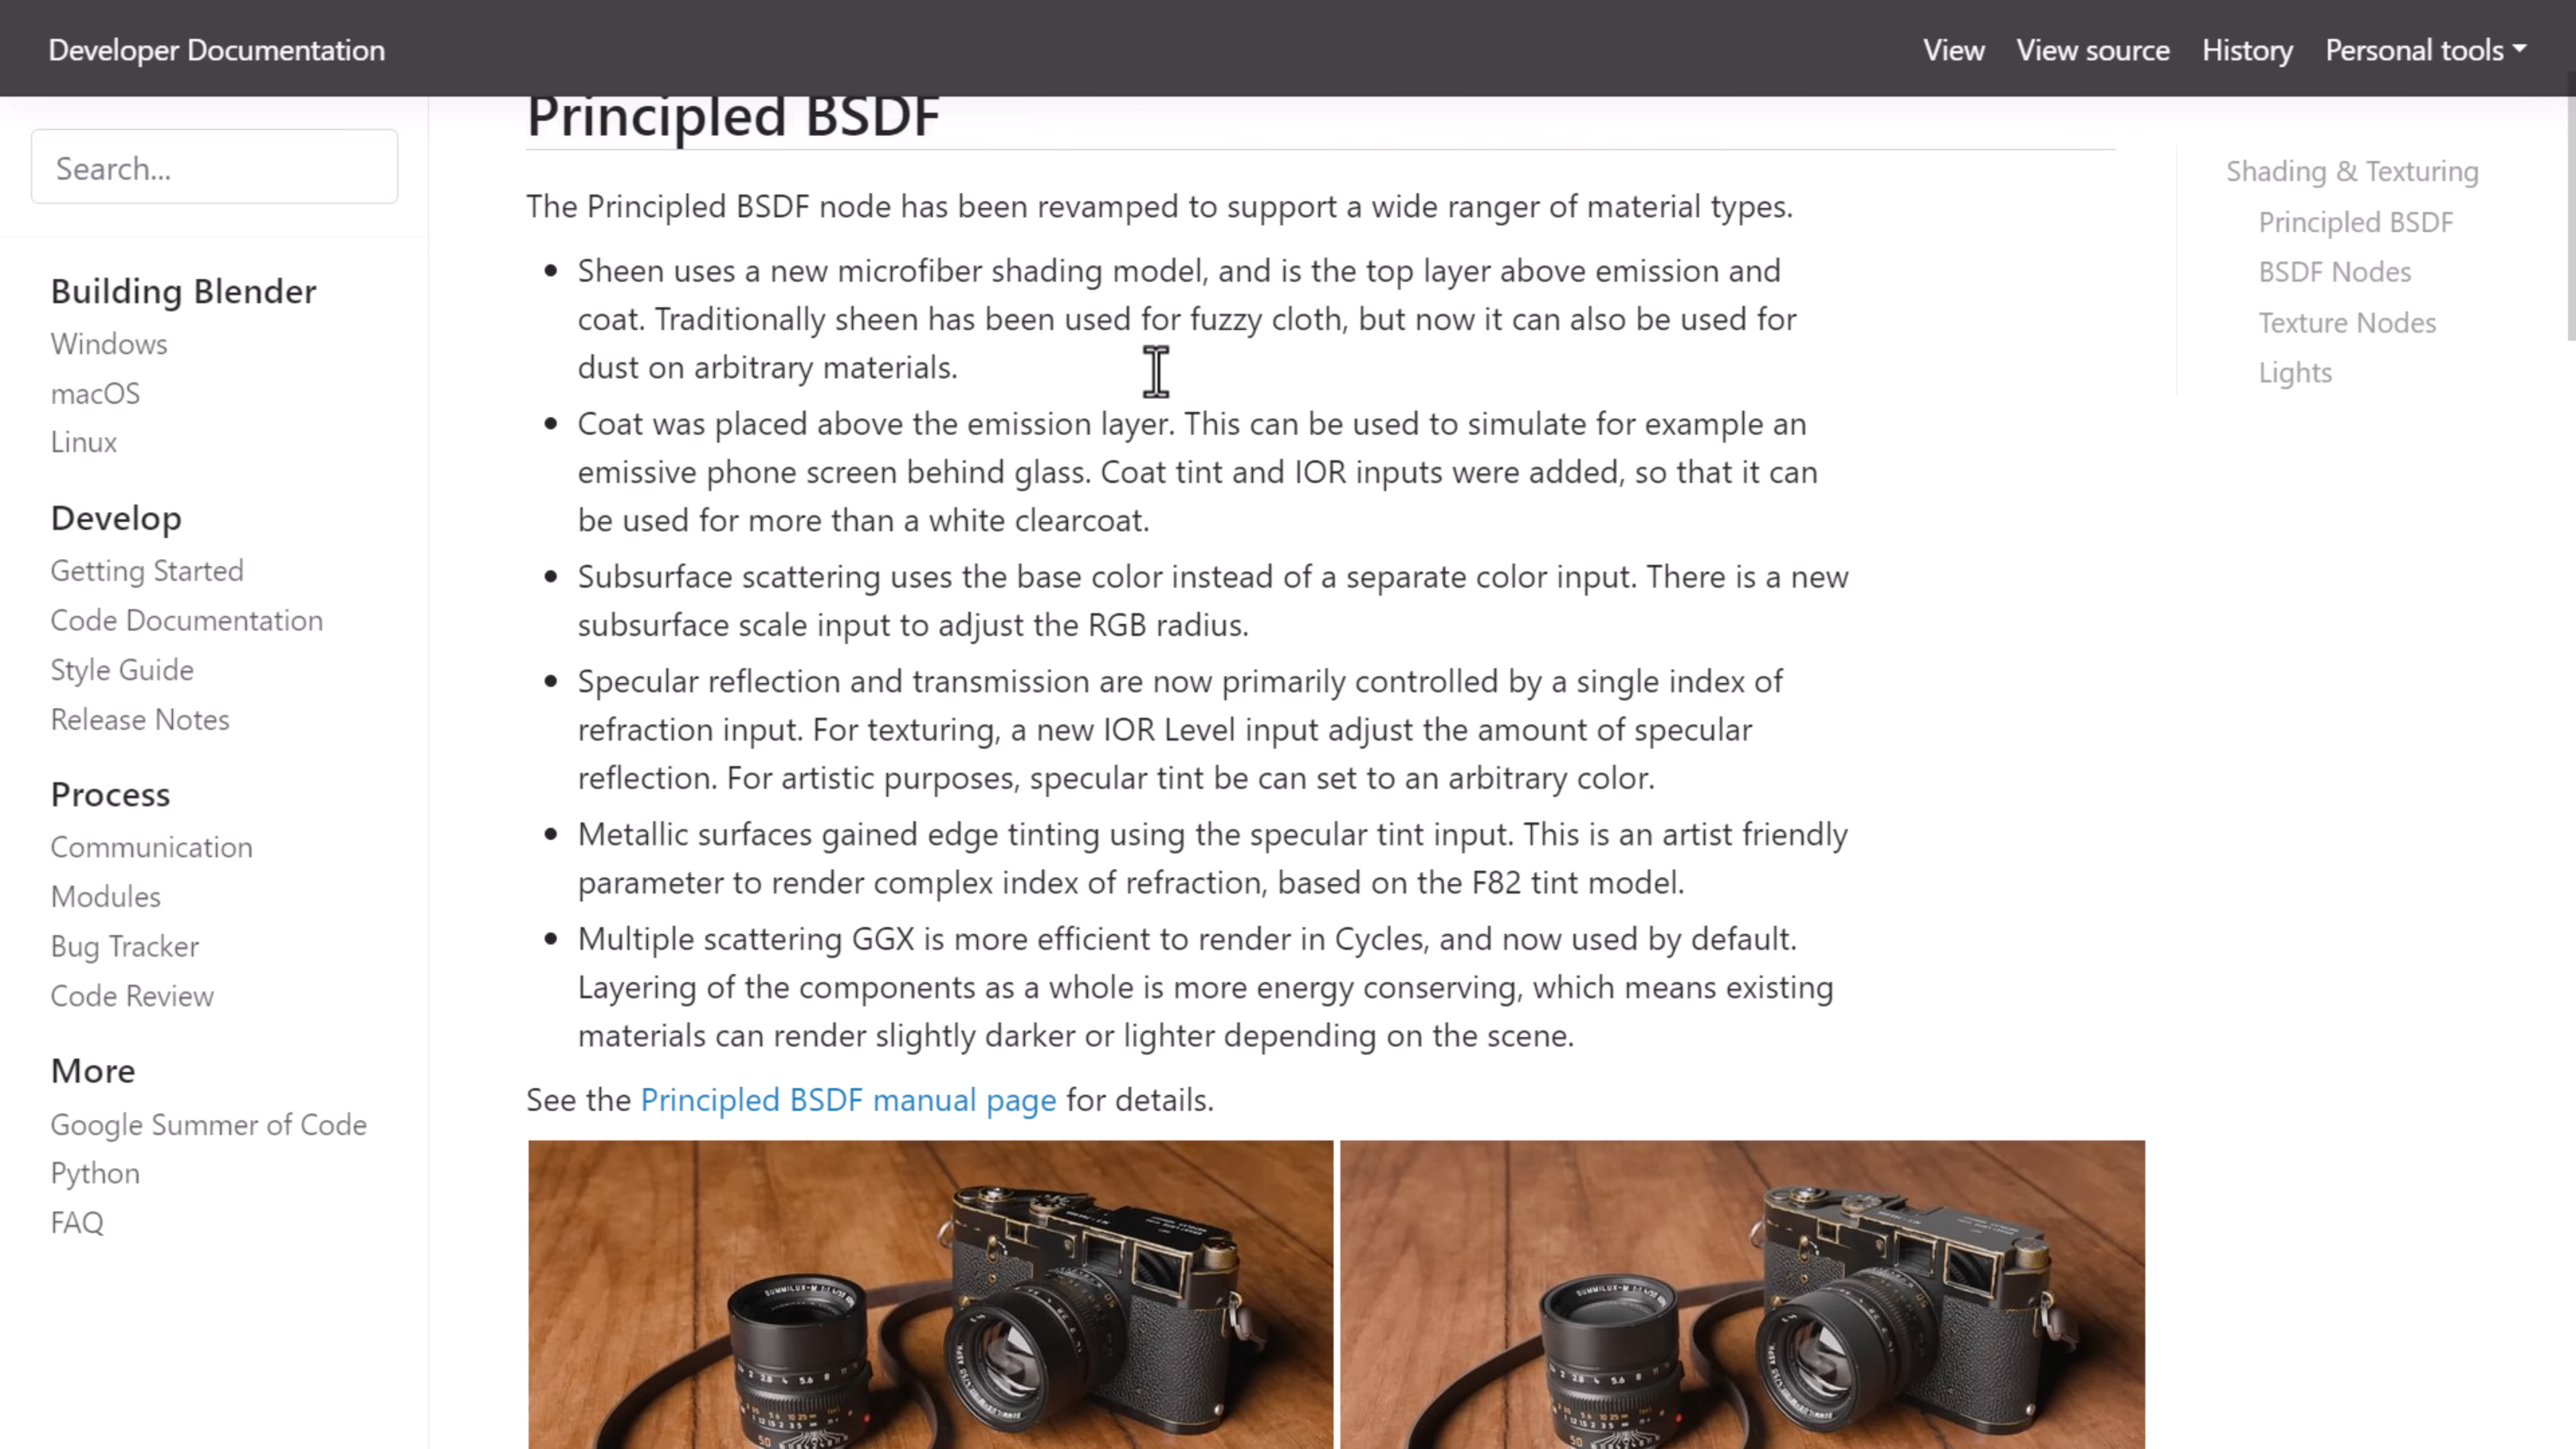 Developer Documentation
View View source History Personal tools
Search...
Building Blender
Windows
macOS
Linux
Develop
Getting Started
Code Documentation
Style Guide
Release Notes
Process
Communication
Modules
Bug Tracker
Code Review
More
Google Summer of Code
Python
FAQ
Principled BSDF
The Principled BSDF node has been revamped to support a wide ranger of material types.
Sheen uses a new microfiber shading model, and is the top layer above emission and
coat. Traditionally sheen has been used for fuzzy cloth, but now it can also be used for
dust on arbitrary materials.
Coat was placed above the emission layer. This can be used to simulate for example an
emissive phone screen behind glass. Coat tint and IOR inputs were added, so that it can
be used for more than a white clearcoat.
Subsurface scattering uses the base color instead of a separate color input. There is a new
subsurface scale input to adjust the RGB radius.
Specular reflection and transmission are now primarily controlled by a single index of
refraction input. For texturing, a new IOR Level input adjust the amount of specular
reflection. For artistic purposes, specular tint be can set to an arbitrary color.
Metallic surfaces gained edge tinting using the specular tint input. This is an artist friendly
parameter to render complex index of refraction, based on the F82 tint model.
Multiple scattering GGX is more efficient to render in Cycles, and now used by default.
Layering of the components as a whole is more energy conserving, which means existing
materials can render slightly darker or lighter depending on the scene.
See the Principled BSDF manual page for details.
Shading & Texturing
Principled BSDF
BSDF Nodes
Texture Nodes
Lights